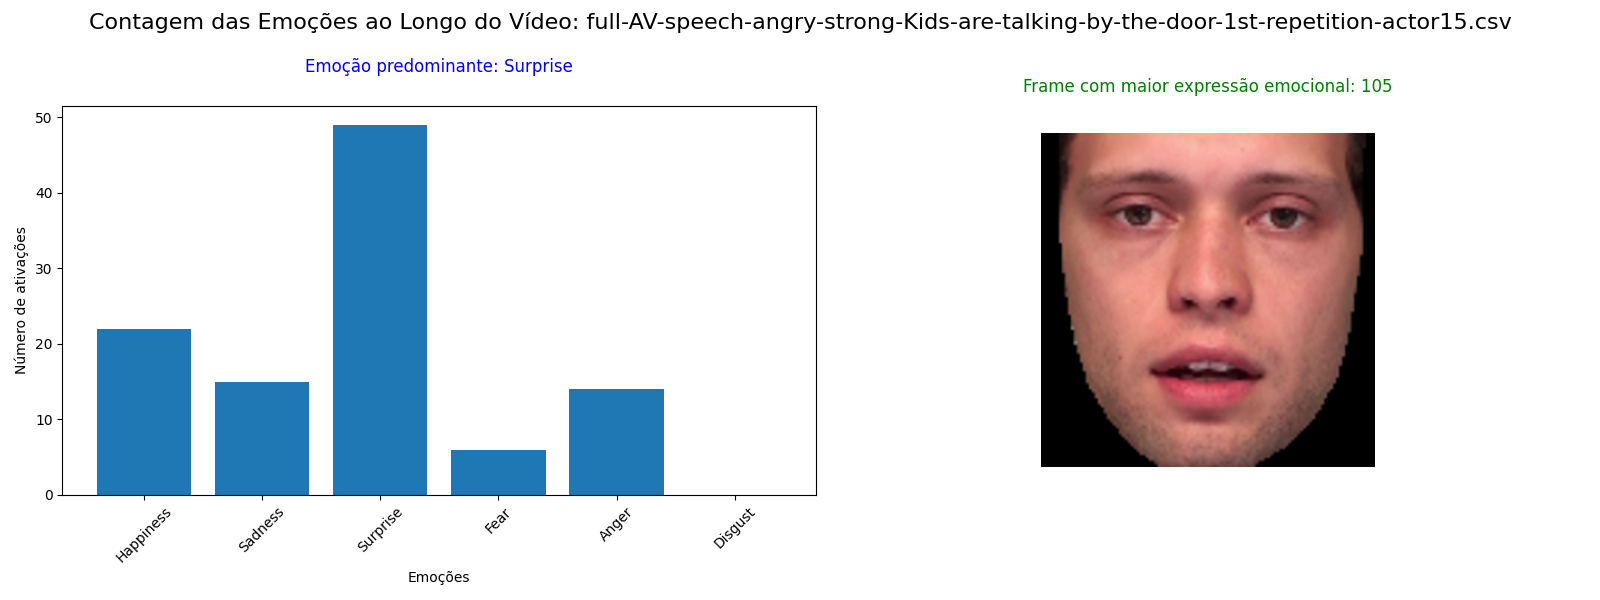 Contagem das Emoções ao Longo do Vídeo: full-AV-speech-angry-strong-Kids-are-talking-by-the-door-1st-repetition-actor15.csv
Emoção predominante: Surprise
Número de ativações
50
40
30
20
10
0
Happiness
Sadness
Surprise
Fear
Anger
Disgust
Emoções
Frame com maior expressão emocional: 105